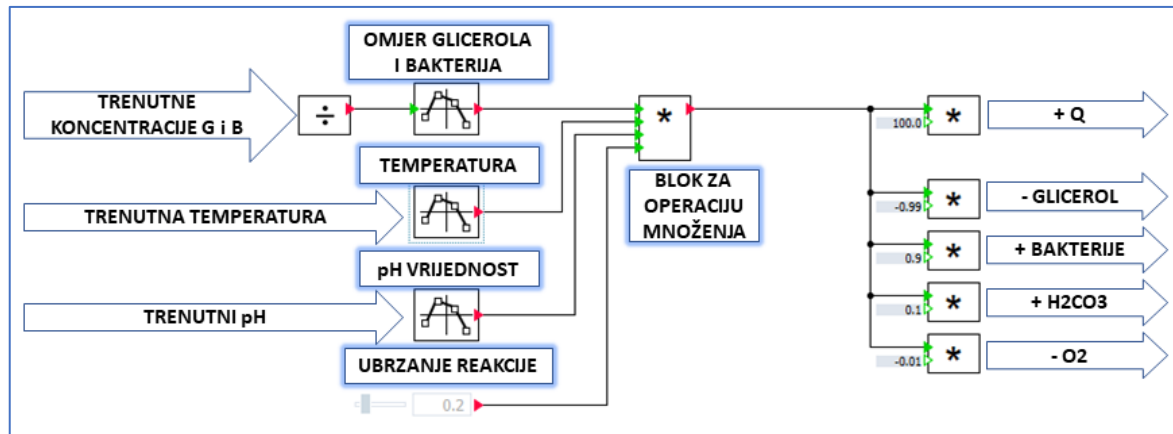 OMJER GLICEROLA
I BAKTERIJA
TRENUTNE
KONCENTRACIJE G i B
÷
*
100.0
*
+ Q
TEMPERATURA
BLOK ZA
OPERACIJU
MNOŽENJA
TRENUTNA TEMPERATURA
-0.99
*
- GLICEROL
pH VRIJEDNOST
0.9
*
+ BAKTERIJE
TRENUTNI pH
0.1
*
+ H2CO3
UBRZANJE REAKCIJE
-0.01
*
- O2
0.2